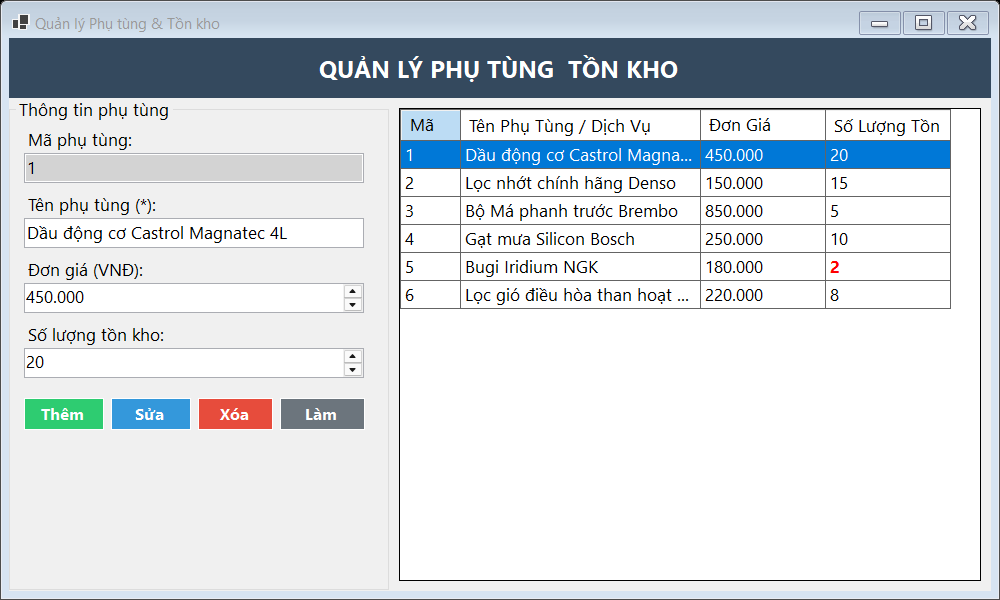 Quản lý Phụ tùng & Tồn kho
QUẢN LÝ PHỤ TÙNG  TỒN KHO
Thông tin phụ tùng
Mã phụ tùng:
1
Tên phụ tùng (*):
Dầu động cơ Castrol Magnatec 4L
Đơn giá (VNĐ):
450.000
Số lượng tồn kho:
20
Thêm Sửa Xóa Làm
Mã Tên Phụ Tùng / Dịch Vụ Đơn Giá Số Lượng Tồn
1 Dầu động cơ Castrol Magna... 450.000 20
2 Lọc nhớt chính hãng Denso 150.000 15
3 Bộ Má phanh trước Brembo 850.000 5
4 Gạt mưa Silicon Bosch 250.000 10
5 Bugi Iridium NGK 180.000 2
6 Lọc gió điều hòa than hoạt ... 220.000 8